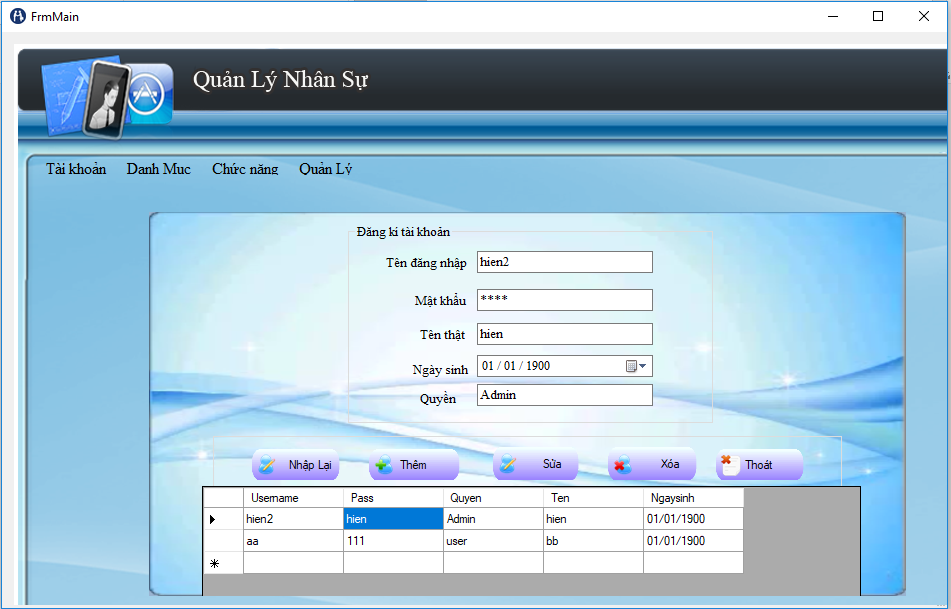 FrmMain
Quản Lý Nhân Sự
Tài khoản Danh Muc Chức năng Quản Lý
Đăng kí tài khoản
Tên đăng nhập hien2
Mật khẩu ****
Tên thật hien
Ngày sinh 01 / 01 / 1900
Quyền Admin
Nhập Lại Thêm Sửa Xóa Thoát
Username Pass Quyen Ten Ngaysinh
hien2 hien Admin hien 01/01/1900
aa 111 user bb 01/01/1900